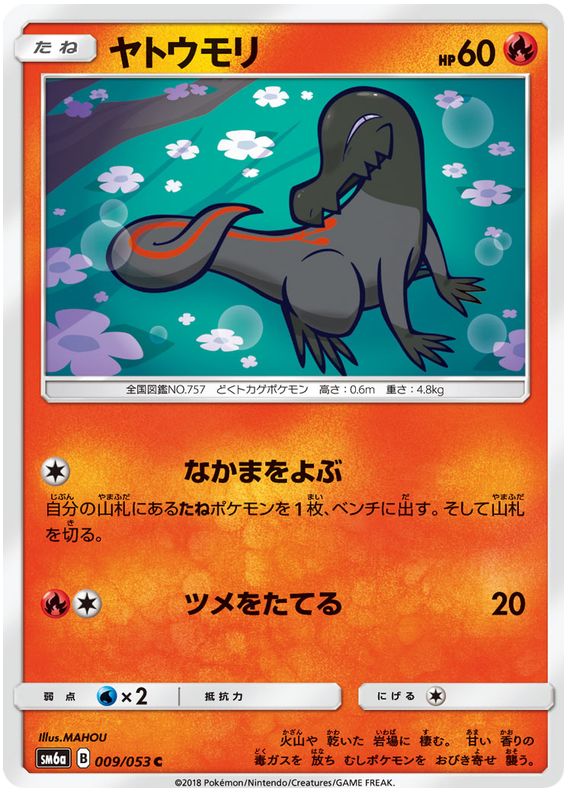 たね ヤトウモリ HP60
全国図鑑NO.757 どくトカゲポケモン 高さ:0.6m 重さ:4.8kg
なかまをよぶ
自分の山札にあるたねポケモンを1枚、ベンチに出す。そして山札
を切る。
ツメをたてる 20
弱点 ×2 抵抗力 にげる
Illus.MAHOU
火山や 乾いた 岩場に 棲む。甘い 香りの
毒ガスを 放ち むしポケモンを おびき寄せ 襲う。
SM6a B 009/053 C
©2018 Pokémon/Nintendo/Creatures/GAME FREAK.